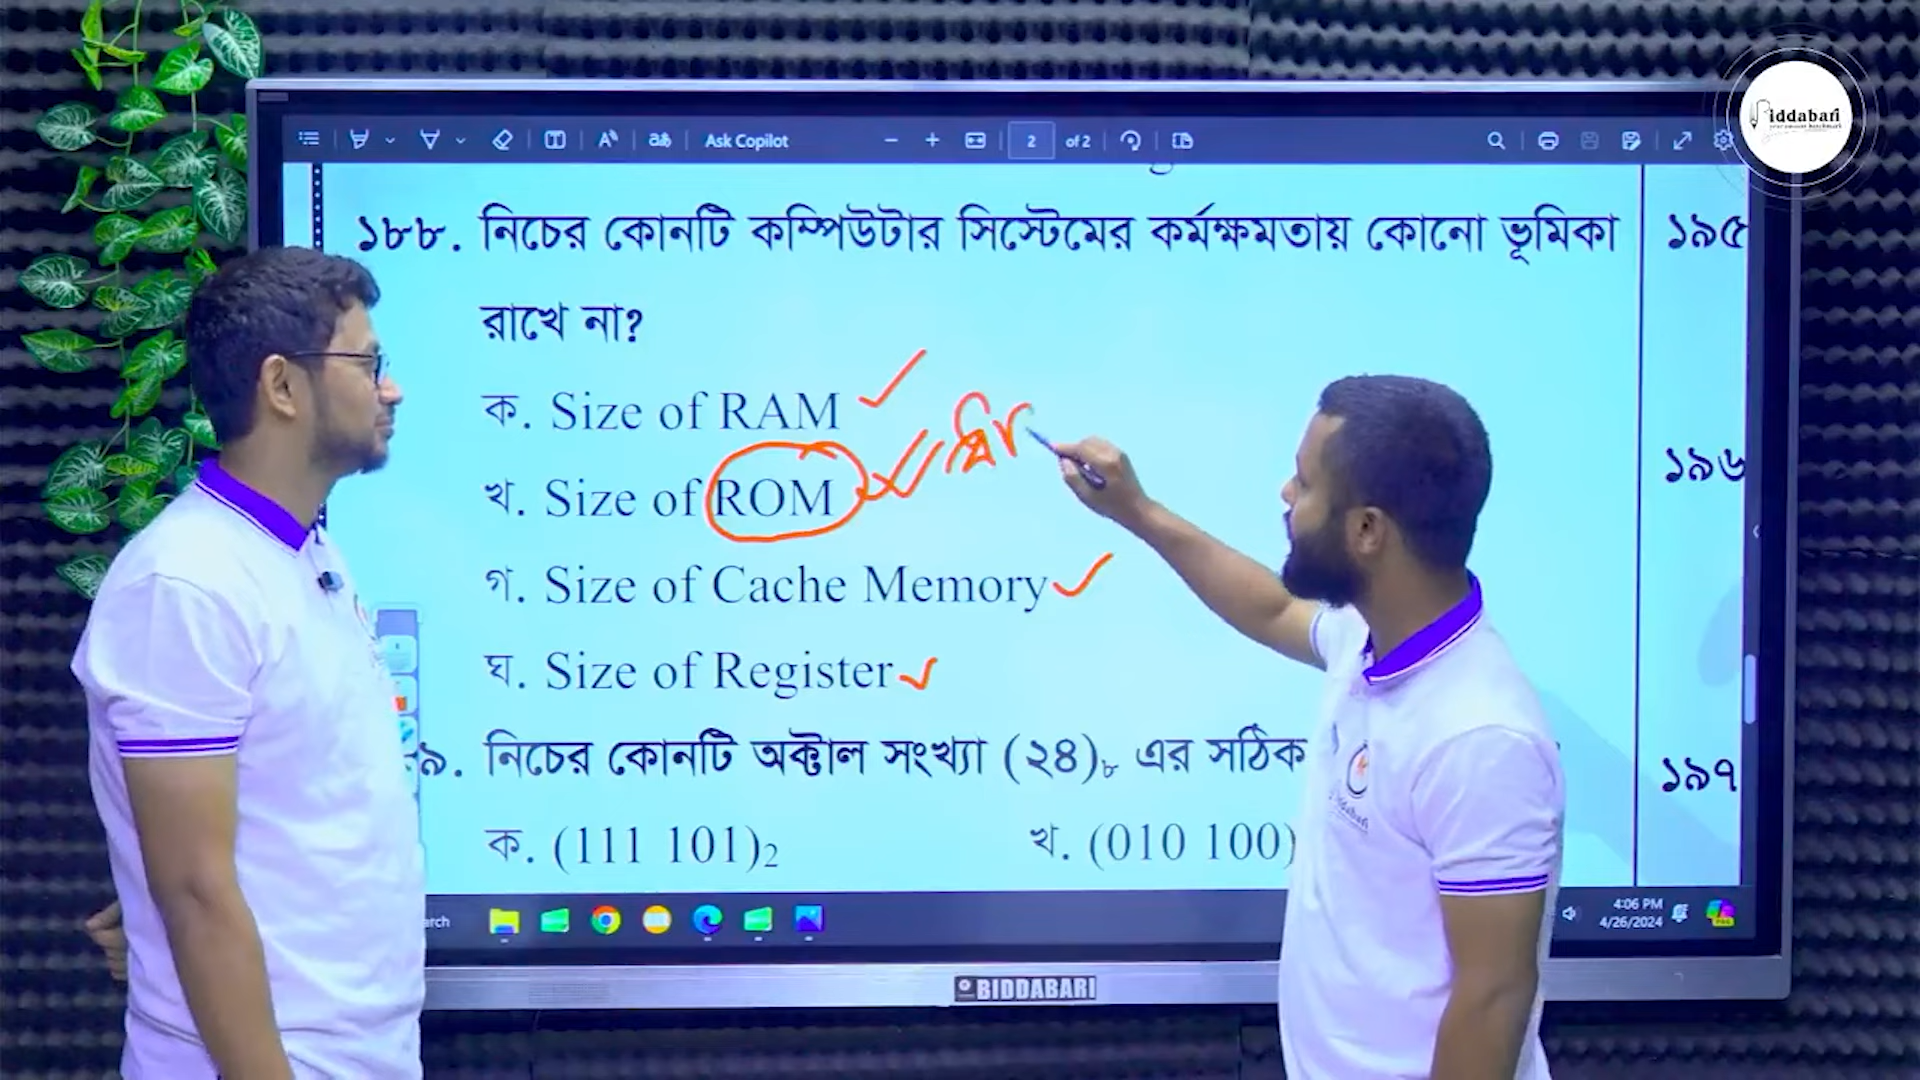 iddabari
Ask Copilot
2 of 2
১৮৮. নিচের কোনটি কম্পিউটার সিস্টেমের কর্মক্ষমতায় কোনো ভূমিকা
রাখে না?
ক. Size of RAM
খ. Size of ROM
গ. Size of Cache Memory
ঘ. Size of Register
৯. নিচের কোনটি অক্টাল সংখ্যা (২৪)৮ এর সঠিক
ক. (111 101)2
খ. (010 100)
১৯৫
১৯৬
১৯৭
arch
4:06 PM
4/26/2024
BIDDABARI